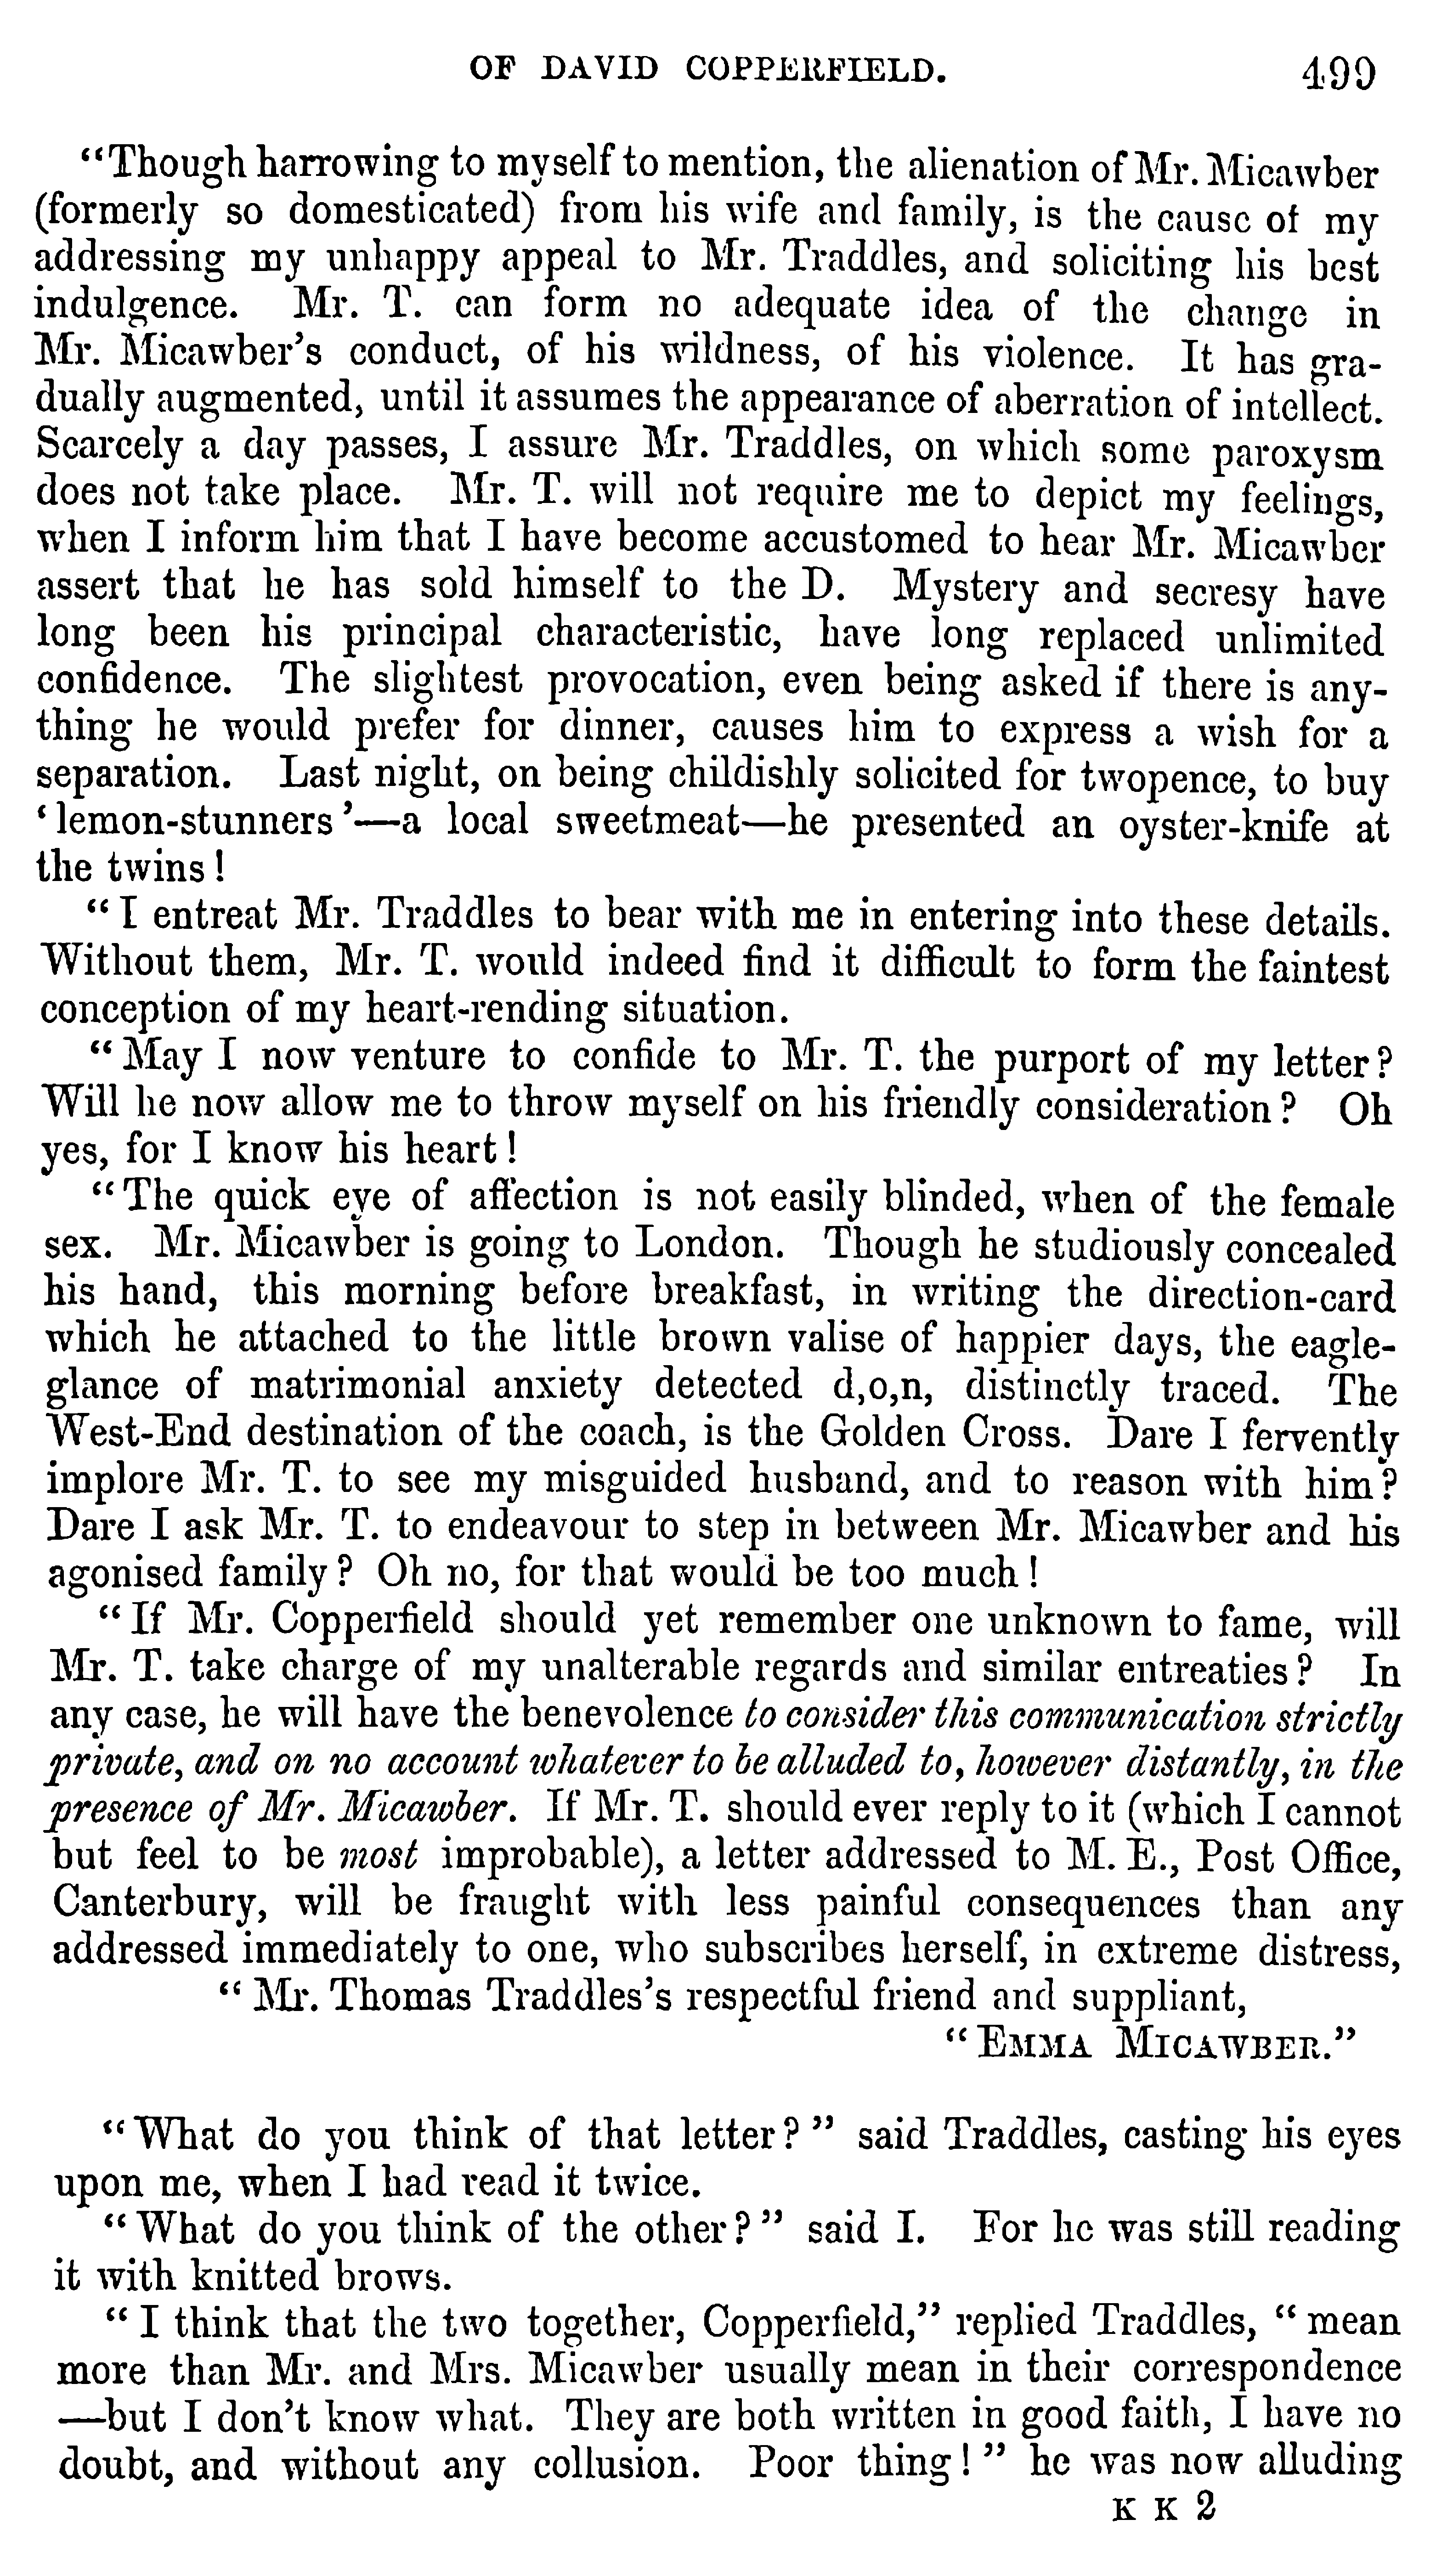 OF DAVID COPPERFIELD. 499
“Though harrowing to myself to mention, the alienation of Mr. Micawber
(formerly so domesticated) from his wife and family, is the cause of my
addressing my unhappy appeal to Mr. Traddles, and soliciting his best
indulgence. Mr. T. can form no adequate idea of the change in
Mr. Micawber’s conduct, of his wildness, of his violence. It has gra-
dually augmented, until it assumes the appearance of aberration of intellect.
Scarcely a day passes, I assure Mr. Traddles, on which some paroxysm
does not take place. Mr. T. will not require me to depict my feelings,
when I inform him that I have become accustomed to hear Mr. Micawber
assert that he has sold himself to the D. Mystery and secresy have
long been his principal characteristic, have long replaced unlimited
confidence. The slightest provocation, even being asked if there is any-
thing he would prefer for dinner, causes him to express a wish for a
separation. Last night, on being childishly solicited for twopence, to buy
‘lemon-stunners’—a local sweetmeat—he presented an oyster-knife at
the twins!
“I entreat Mr. Traddles to bear with me in entering into these details.
Without them, Mr. T. would indeed find it difficult to form the faintest
conception of my heart-rending situation.
“May I now venture to confide to Mr. T. the purport of my letter?
Will he now allow me to throw myself on his friendly consideration? Oh
yes, for I know his heart!
“The quick eye of affection is not easily blinded, when of the female
sex. Mr. Micawber is going to London. Though he studiously concealed
his hand, this morning before breakfast, in writing the direction-card
which he attached to the little brown valise of happier days, the eagle-
glance of matrimonial anxiety detected d,o,n, distinctly traced. The
West-End destination of the coach, is the Golden Cross. Dare I fervently
implore Mr. T. to see my misguided husband, and to reason with him?
Dare I ask Mr. T. to endeavour to step in between Mr. Micawber and his
agonised family? Oh no, for that would be too much!
“If Mr. Copperfield should yet remember one unknown to fame, will
Mr. T. take charge of my unalterable regards and similar entreaties? In
any case, he will have the benevolence to consider this communication strictly
private, and on no account whatever to be alluded to, however distantly, in the
presence of Mr. Micawber. If Mr. T. should ever reply to it (which I cannot
but feel to be most improbable), a letter addressed to M. E., Post Office,
Canterbury, will be fraught with less painful consequences than any
addressed immediately to one, who subscribes herself, in extreme distress,
“Mr. Thomas Traddles’s respectful friend and suppliant,
“EMMA MICAWBER.”
“What do you think of that letter?” said Traddles, casting his eyes
upon me, when I had read it twice.
“What do you think of the other?” said I. For he was still reading
it with knitted brows.
“I think that the two together, Copperfield,” replied Traddles, “mean
more than Mr. and Mrs. Micawber usually mean in their correspondence
—but I don’t know what. They are both written in good faith, I have no
doubt, and without any collusion. Poor thing!” he was now alluding
K K 2